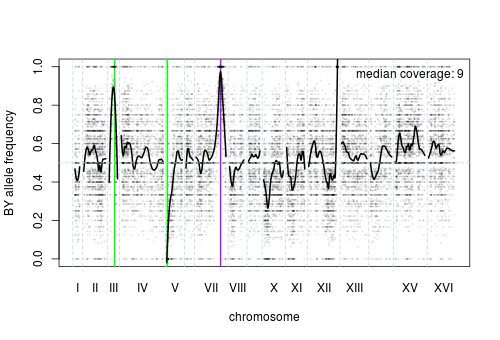 median coverage: 9
BY allele frequency
0.0 0.2 0.4 0.6 0.8 1.0
I II III IV V VII VIII X XI XII XIII XV XVI
chromosome